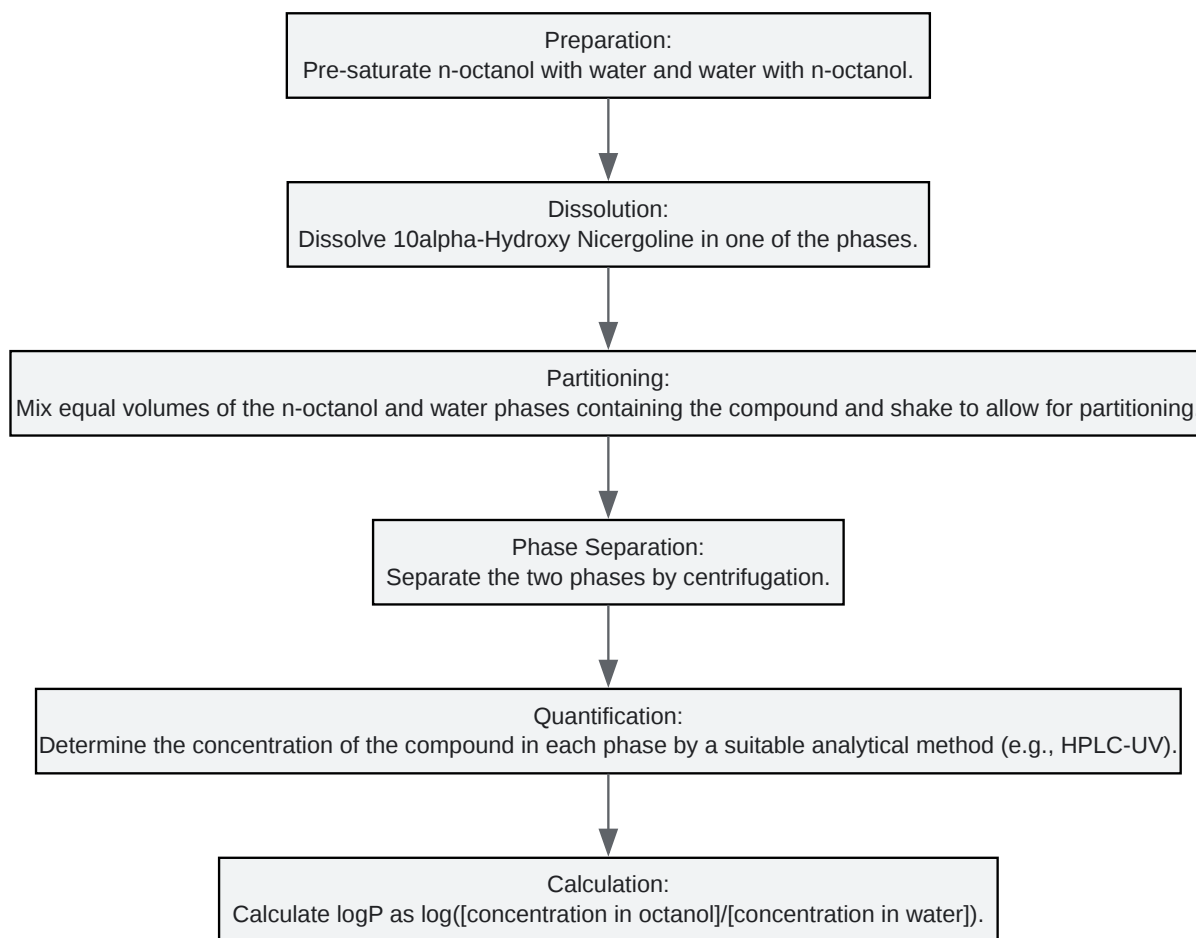 Preparation:
Pre-saturate n-octanol with water and water with n-octanol.
Dissolution:
Dissolve 10alpha-Hydroxy Nicergoline in one of the phases.
Partitioning:
Mix equal volumes of the n-octanol and water phases containing the compound and shake to allow for partitioning.
Phase Separation:
Separate the two phases by centrifugation.
Quantification:
Determine the concentration of the compound in each phase by a suitable analytical method (e.g., HPLC-UV).
Calculation:
Calculate logP as log([concentration in octanol]/[concentration in water]).